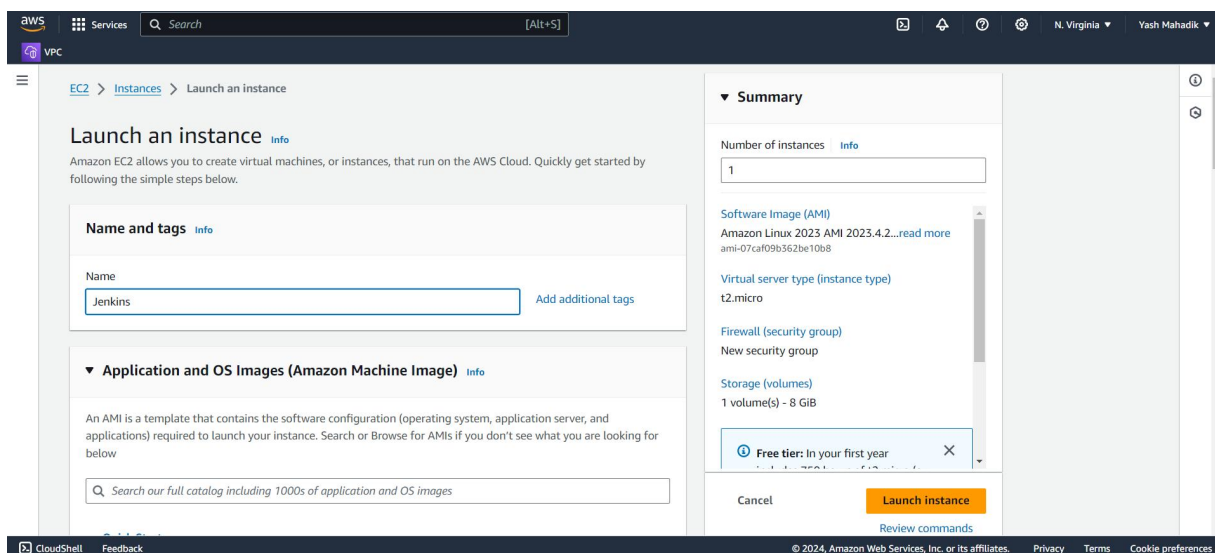 aws
Services
Search
[Alt+S]
N. Virginia ▼
Yash Mahadik ▼
VPC
EC2 > Instances > Launch an instance
Launch an instance Info
Amazon EC2 allows you to create virtual machines, or instances, that run on the AWS Cloud. Quickly get started by
following the simple steps below.
Name and tags Info
Name
Jenkins
Add additional tags
▼ Application and OS Images (Amazon Machine Image) Info
An AMI is a template that contains the software configuration (operating system, application server, and
applications) required to launch your instance. Search or Browse for AMIs if you don't see what you are looking for
below
Search our full catalog including 1000s of application and OS images
▼ Summary
Number of instances Info
1
Software Image (AMI)
Amazon Linux 2023 AMI 2023.4.2...read more
ami-07caf09b362be10b8
Virtual server type (instance type)
t2.micro
Firewall (security group)
New security group
Storage (volumes)
1 volume(s) - 8 GiB
Free tier: In your first year
Cancel
Launch instance
Review commands
CloudShell
Feedback
© 2024, Amazon Web Services, Inc. or its affiliates.
Privacy
Terms
Cookie preferences